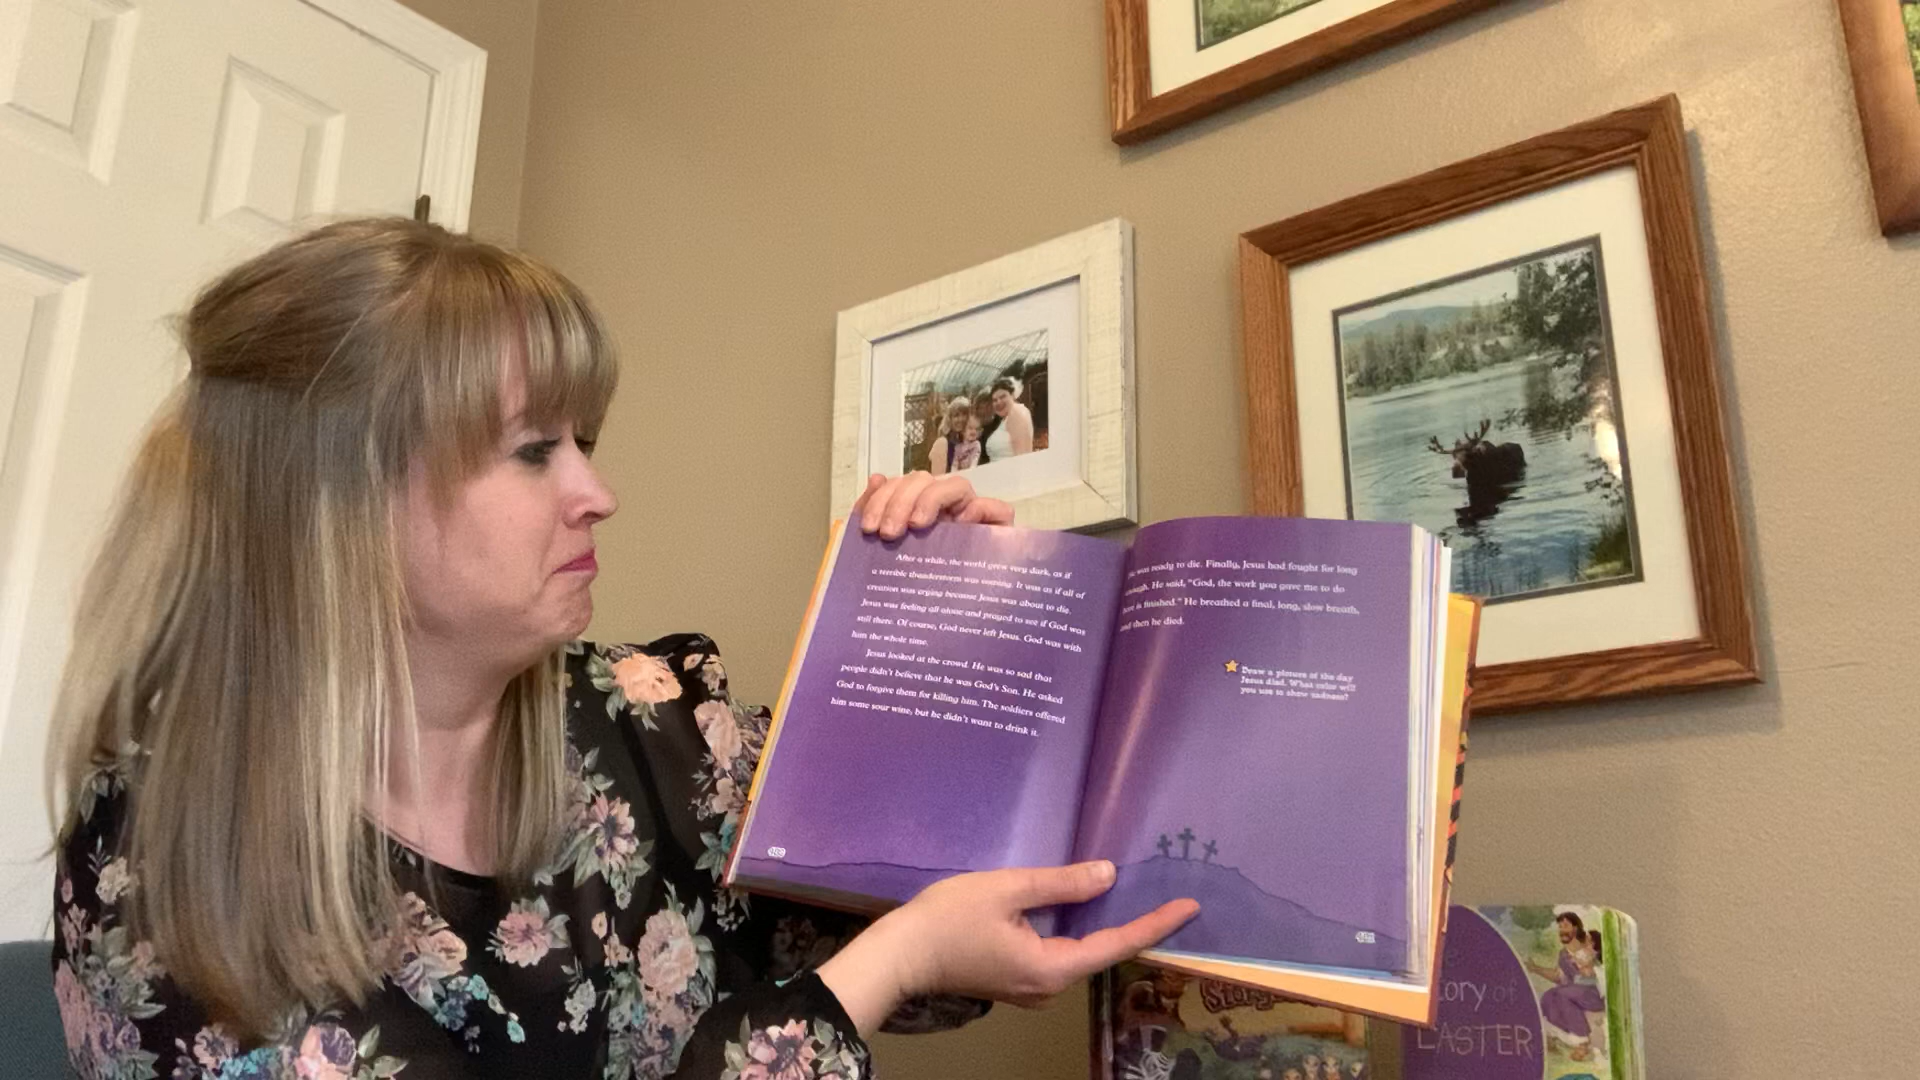 After a while, the world grew very dark, as if
a terrible thunderstorm was coming. It was as if all of
creation was crying because Jesus was about to die.
Jesus was feeling all alone and prayed to see if God was
still there. Of course, God never left Jesus. God was with
him the whole time.
Jesus looked at the crowd. He was so sad that
people didn't believe that he was God's Son. He asked
God to forgive them for killing him. The soldiers offered
him some sour wine, but he didn't want to drink it.
was ready to die. Finally, Jesus had fought for long
enough. He said, "God, the work you gave me to do
here is finished." He breathed a final, long, slow breath,
and then he died.
Draw a picture of the day
Jesus died. What color will
you use to show sadness?
story of
EASTER